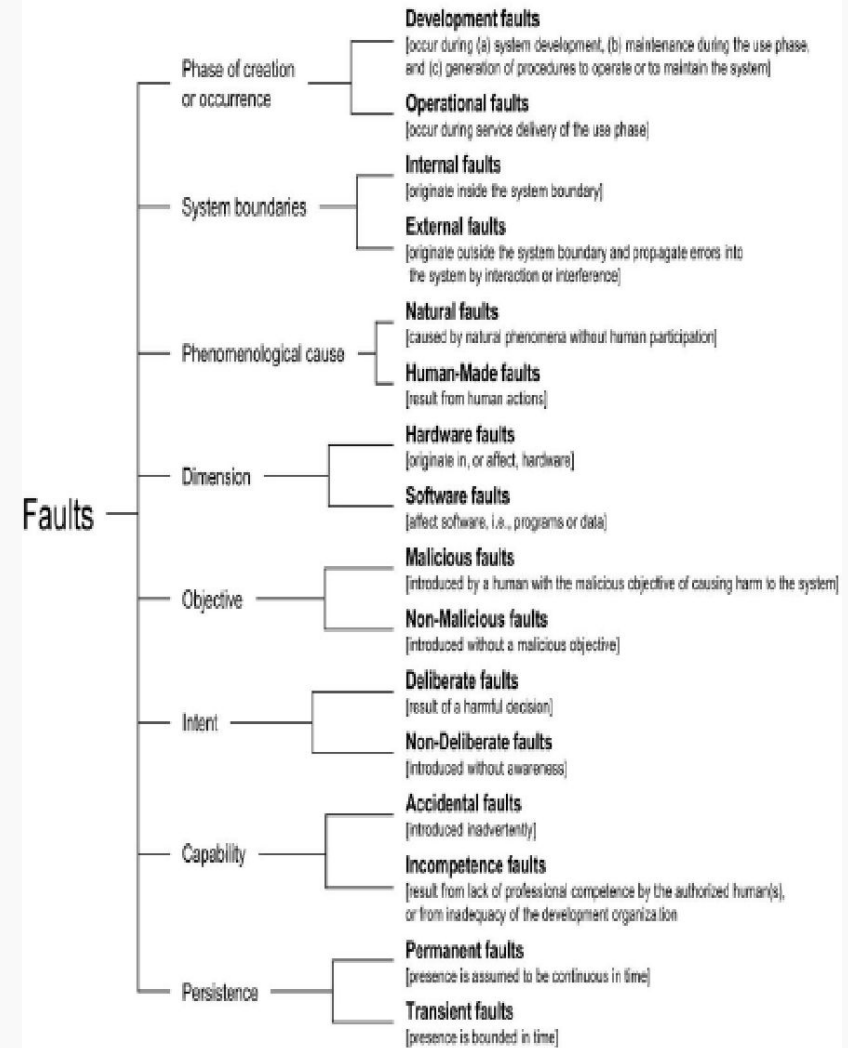 Faults
Phase of creation
or occurrence
Development faults
[occur during (a) system development, (b) maintenance during the use phase,
and (c) generation of procedures to operate or to maintain the system]
Operational faults
[occur during service delivery of the use phase]
System boundaries
Internal faults
[originate inside the system boundary]
External faults
[originate outside the system boundary and propagate errors into
the system by interaction or interference]
Phenomenological cause
Natural faults
[caused by natural phenomena without human participation]
Human-Made faults
[result from human actions]
Dimension
Hardware faults
[originate in, or affect, hardware]
Software faults
[affect software, i.e., programs or data]
Objective
Malicious faults
[introduced by a human with the malicious objective of causing harm to the system]
Non-Malicious faults
[introduced without a malicious objective]
Intent
Deliberate faults
[result of a harmful decision]
Non-Deliberate faults
[introduced without awareness]
Capability
Accidental faults
[introduced inadvertently]
Incompetence faults
[result from lack of professional competence by the authorized human(s),
or from inadequacy of the development organization
Persistence
Permanent faults
[presence is assumed to be continuous in time]
Transient faults
[presence is bounded in time]